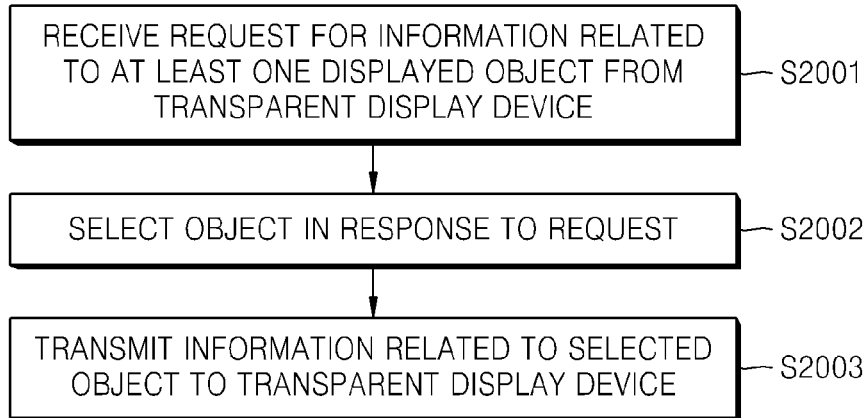 RECEIVE REQUEST FOR INFORMATION RELATED
TO AT LEAST ONE DISPLAYED OBJECT FROM
TRANSPARENT DISPLAY DEVICE
S2001
SELECT OBJECT IN RESPONSE TO REQUEST
S2002
TRANSMIT INFORMATION RELATED TO SELECTED
OBJECT TO TRANSPARENT DISPLAY DEVICE
S2003